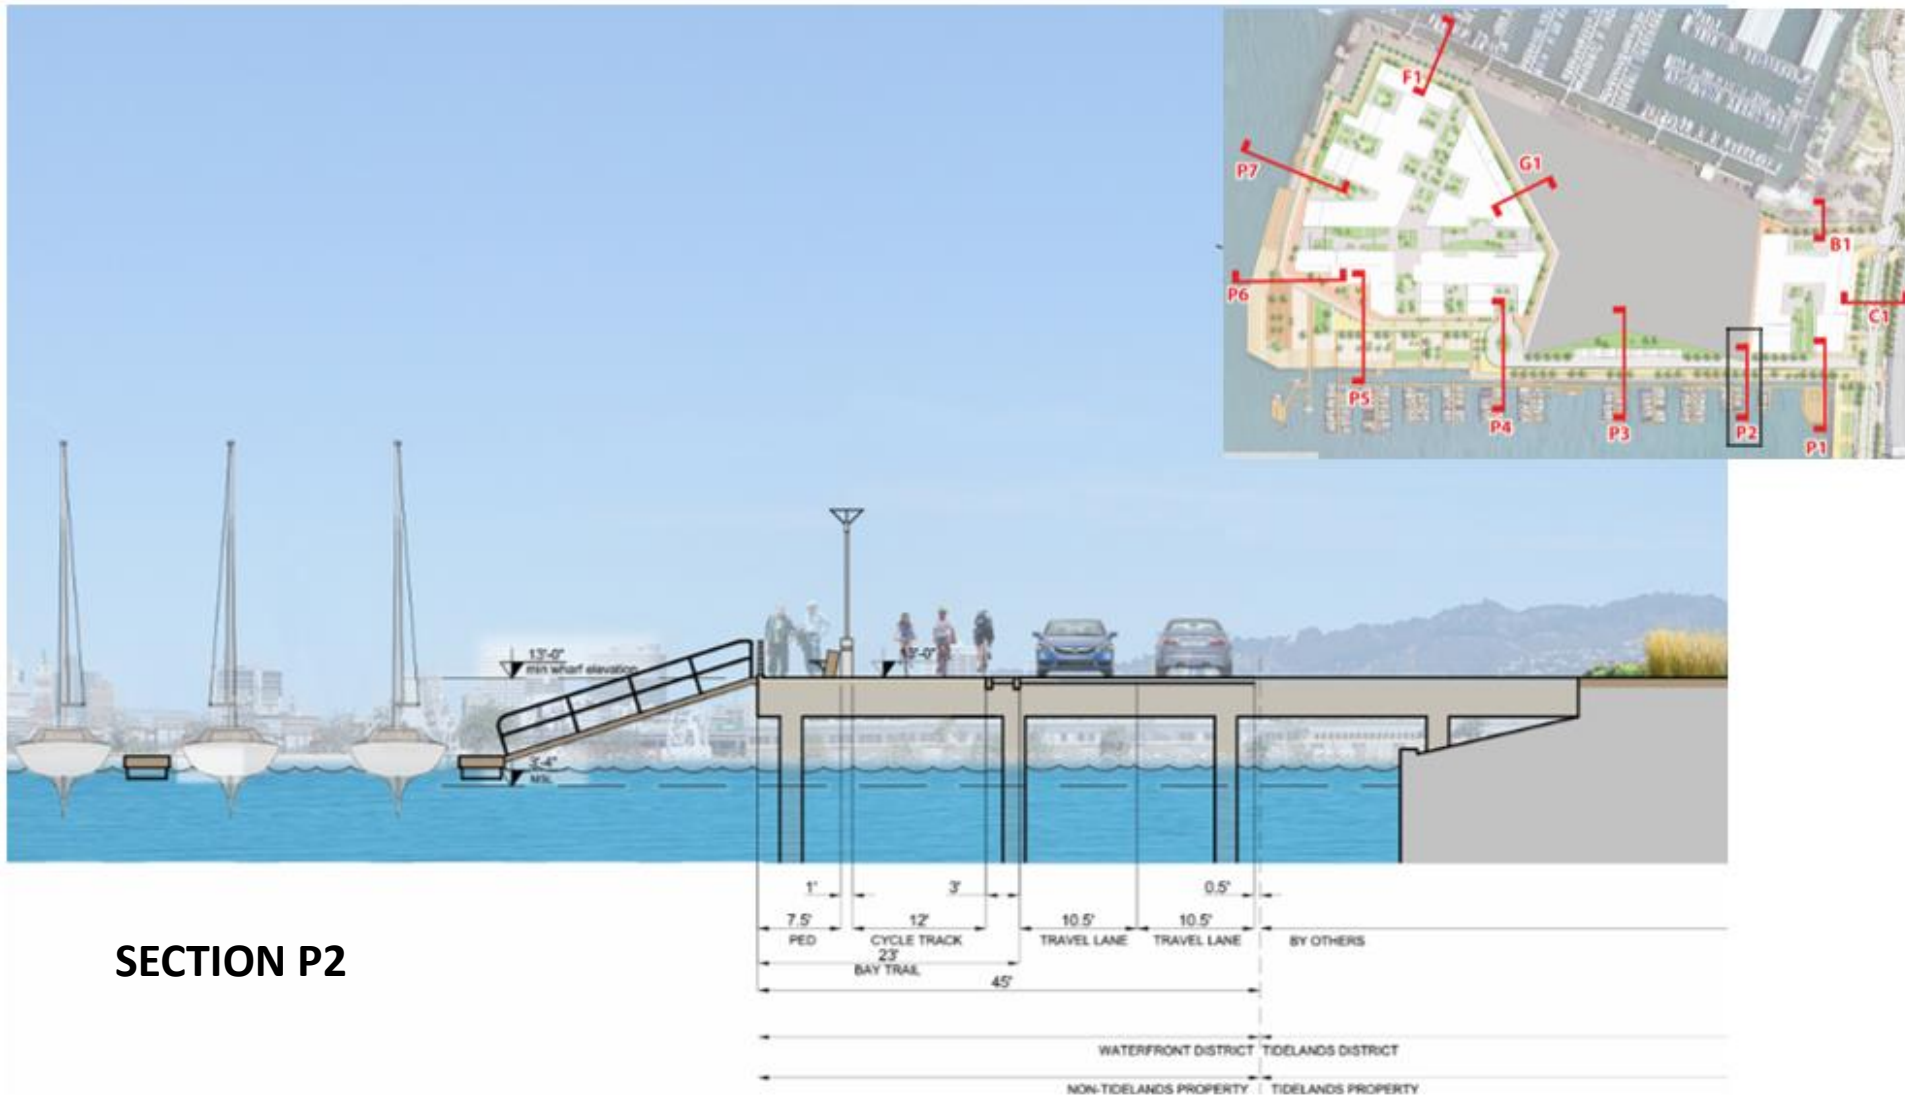 F1
G1
P7
B1
P6
C1
P5
P4
P3
P2
P1
13'-0"
min wharf elevation
13'-0"
3'-4"
MSL
1'
3'
0.5'
7.5'
12'
10.5'
10.5'
PED
CYCLE TRACK
TRAVEL LANE
TRAVEL LANE
BY OTHERS
23'
BAY TRAIL
45'
SECTION P2
WATERFRONT DISTRICT
TIDELANDS DISTRICT
NON-TIDELANDS PROPERTY
TIDELANDS PROPERTY